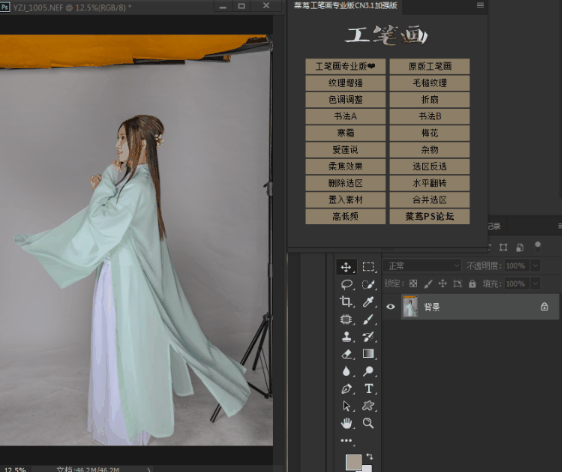 YZJ_1005.NEF @ 12.5%(RGB/8) *
工笔画专业版CN3.1加强版
工笔画
工笔画专业版❤ 原版工笔画
纹理增强 毛糙纹理
色调调整 折扇
书法A 书法B
寒霜 梅花
爱莲说 杂物
柔焦效果 选区反选
删除选区 水平翻转
置入素材 合并选区
高低频 莱茗PS论坛
记录
正常 不透明度: 100%
锁定: 填充: 100%
背景
12.5% 文档:46.2M/46.2M